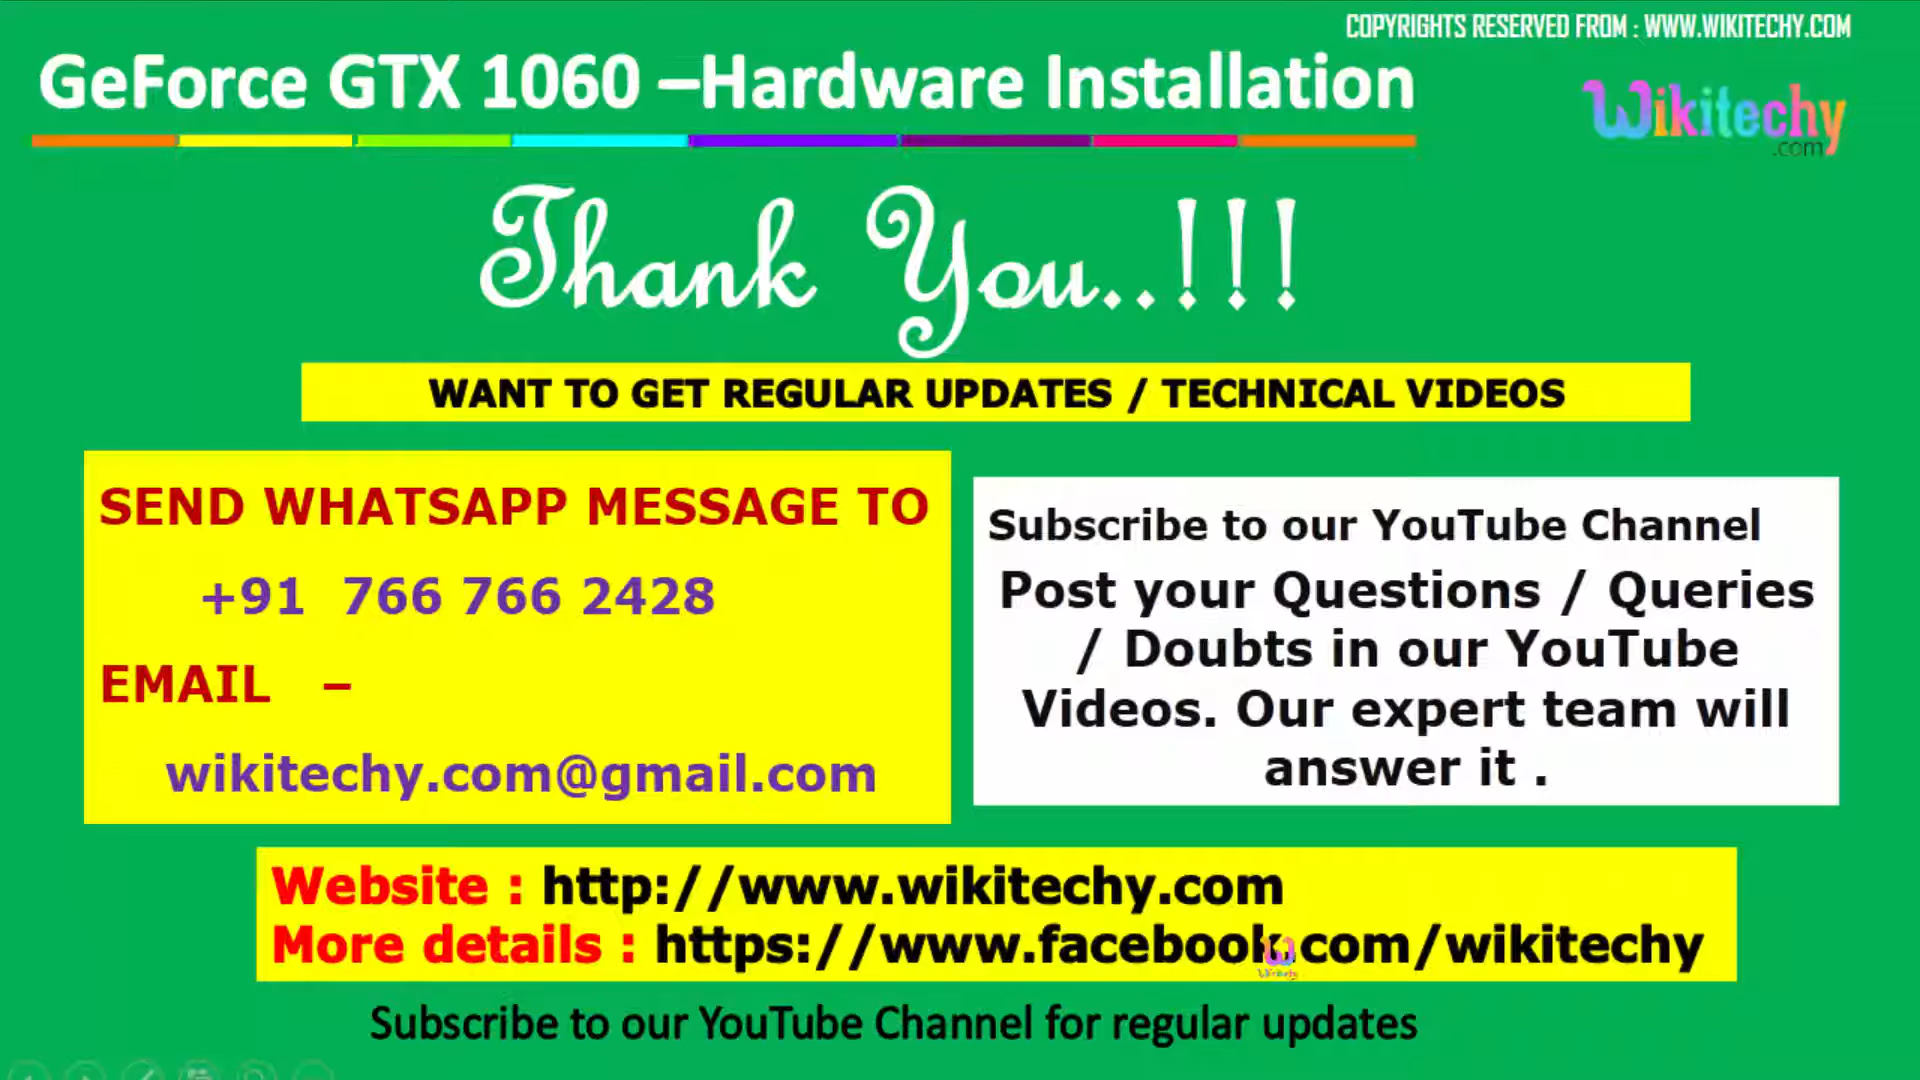 COPYRIGHTS RESERVED FROM : WWW.WIKITECHY.COM
GeForce GTX 1060 –Hardware Installation
Wikitechy
.com
Thank You..!!!
WANT TO GET REGULAR UPDATES / TECHNICAL VIDEOS
SEND WHATSAPP MESSAGE TO
+91 766 766 2428
EMAIL –
wikitechy.com@gmail.com
Subscribe to our YouTube Channel
Post your Questions / Queries
/ Doubts in our YouTube
Videos. Our expert team will
answer it .
Website : http://www.wikitechy.com
More details : https://www.facebook.com/wikitechy
Subscribe to our YouTube Channel for regular updates